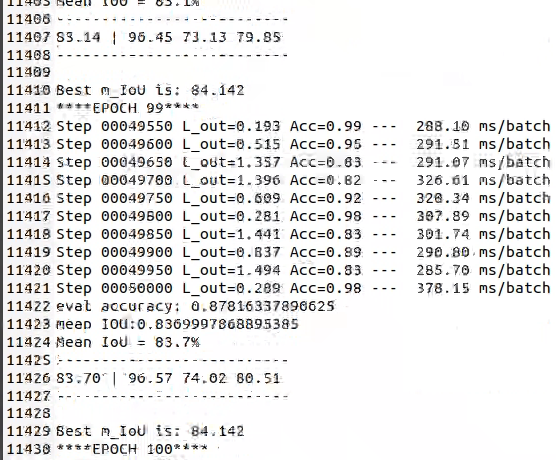 11405 Mean IoU = 83.1%
11406 ---------------------------
11407 83.14 | 96.45 73.13 79.85
11408 ---------------------------
11409
11410 Best m_IoU is: 84.142
11411 ****EPOCH 99****
11412 Step 00049550 L_out=0.193 Acc=0.99 --- 288.10 ms/batch
11413 Step 00049600 L_out=0.515 Acc=0.95 --- 291.51 ms/batch
11414 Step 00049650 L_out=1.357 Acc=0.83 --- 291.07 ms/batch
11415 Step 00049700 L_out=1.396 Acc=0.82 --- 326.61 ms/batch
11416 Step 00049750 L_out=0.609 Acc=0.92 --- 320.34 ms/batch
11417 Step 00049800 L_out=0.281 Acc=0.98 --- 307.89 ms/batch
11418 Step 00049850 L_out=1.441 Acc=0.83 --- 301.74 ms/batch
11419 Step 00049900 L_out=0.837 Acc=0.89 --- 290.80 ms/batch
11420 Step 00049950 L_out=1.494 Acc=0.83 --- 285.70 ms/batch
11421 Step 00050000 L_out=0.209 Acc=0.98 --- 378.15 ms/batch
11422 eval accuracy: 0.87816337890625
11423 mean IOU:0.8369997868895385
11424 Mean IoU = 83.7%
11425 ---------------------------
11426 83.70 | 96.57 74.02 80.51
11427 ---------------------------
11428
11429 Best m_IoU is: 84.142
11430 ****EPOCH 100****